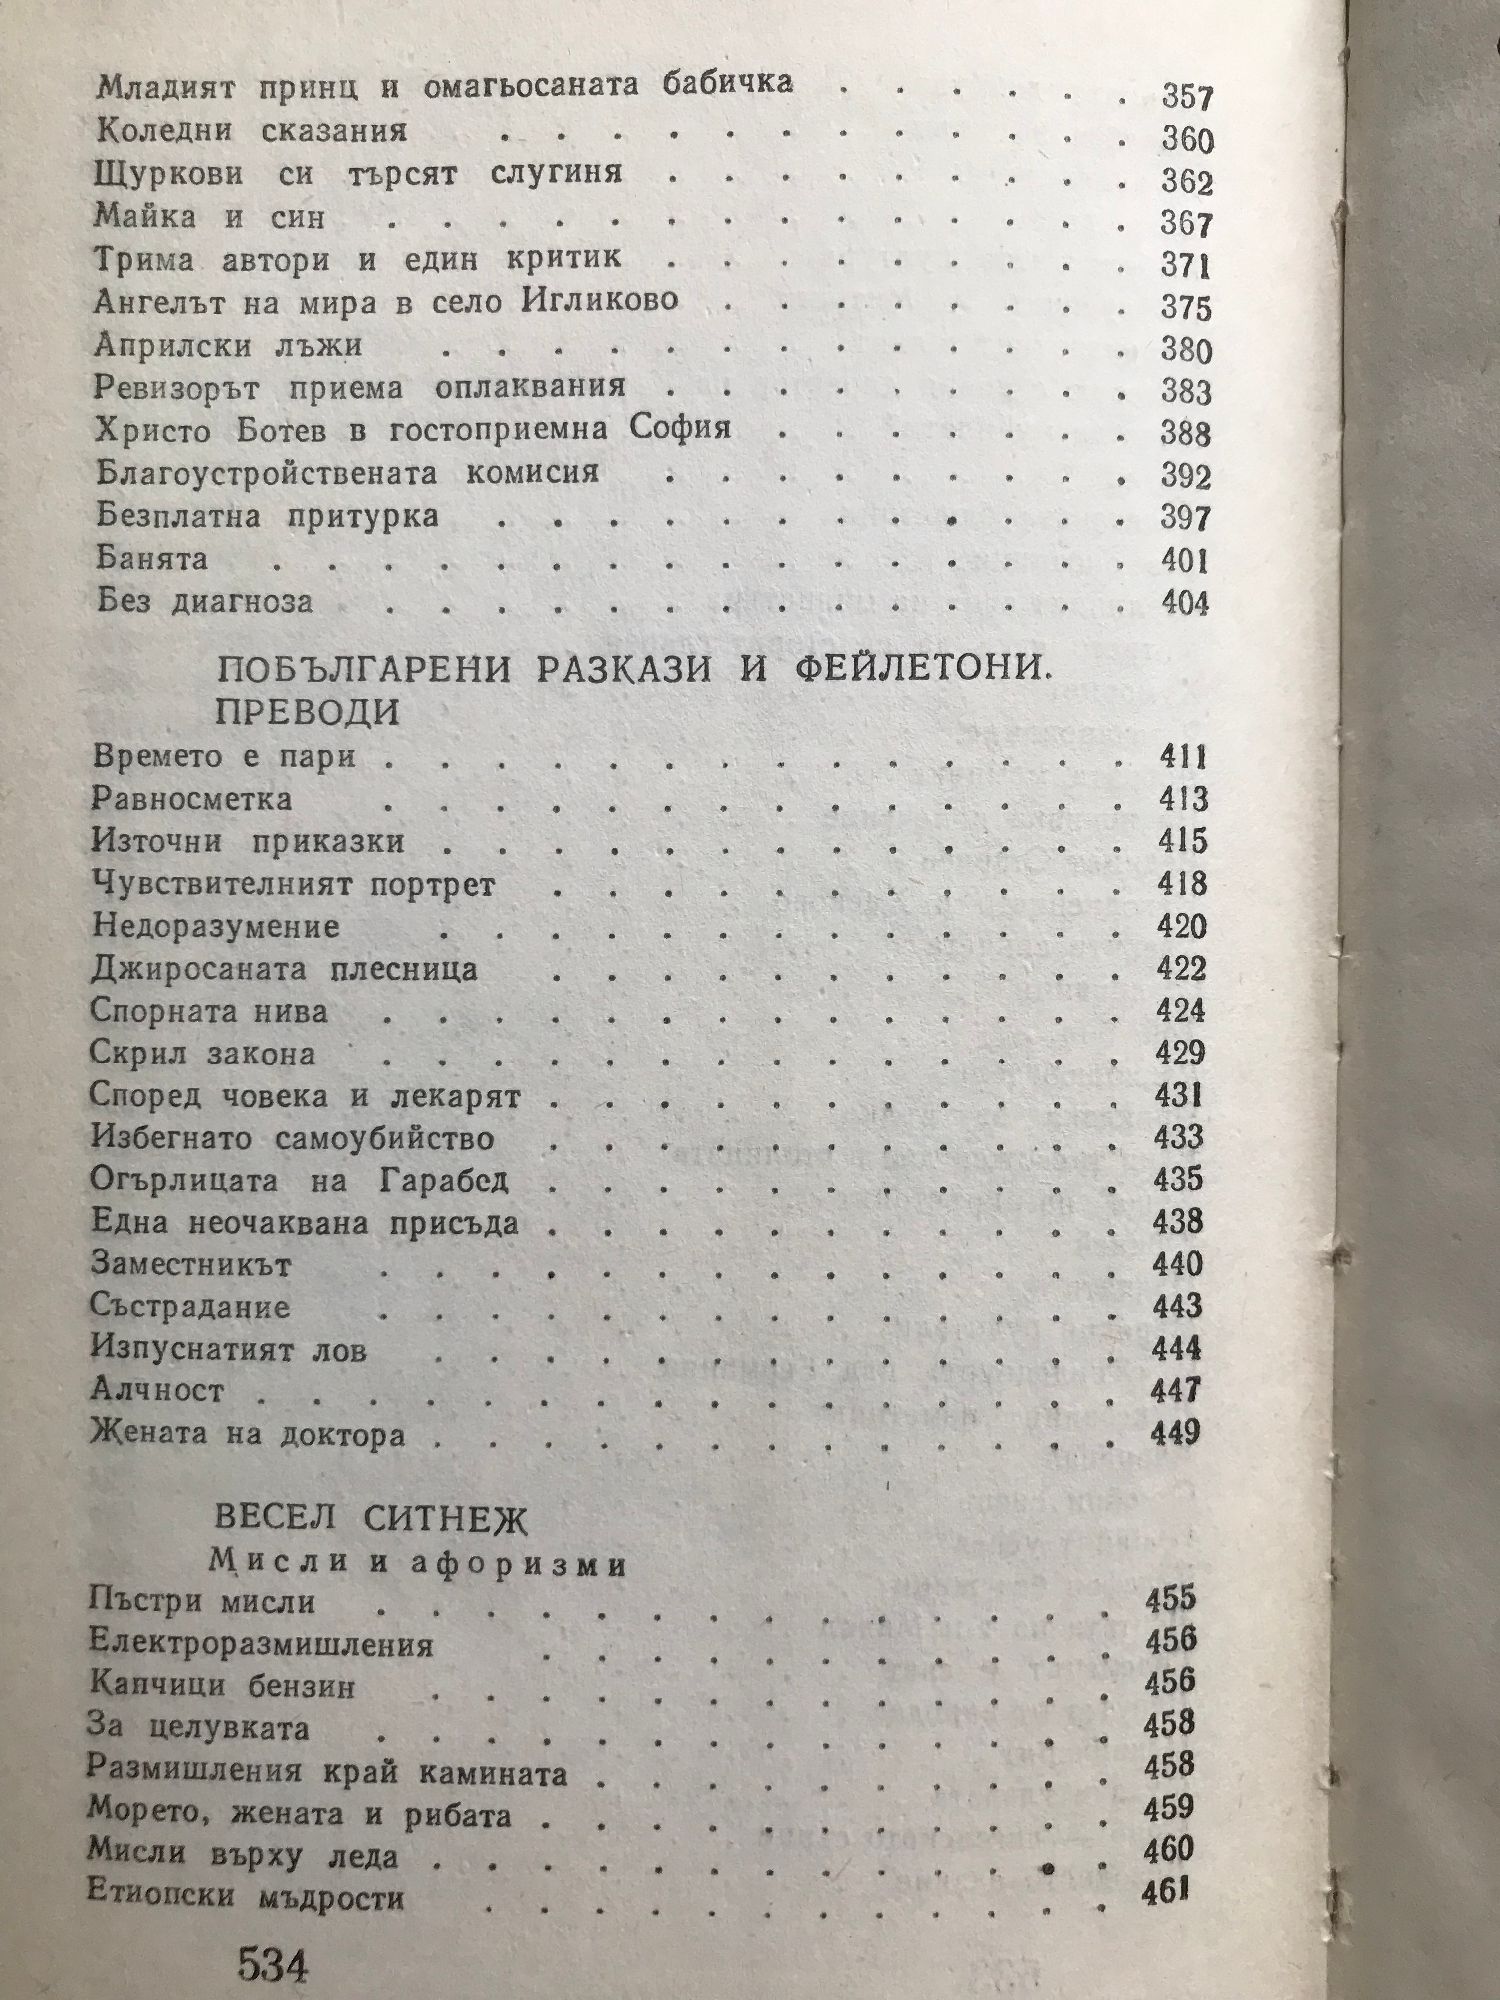 Младият принц и омагьосаната бабичка . . . . . . 357
Коледни сказания . . . . . . . . . . . . 360
Щуркови си търсят слугиня . . . . . . . . . 362
Майка и син . . . . . . . . . . . . . . 367
Трима автори и един критик . . . . . . . . . 371
Ангелът на мира в село Игликово . . . . . . . . 375
Априлски лъжи . . . . . . . . . . . . . 380
Ревизорът приема оплаквания . . . . . . . . . 383
Христо Ботев в гостоприемна София . . . . . . . 388
Благоустройствената комисия . . . . . . . . . 392
Безплатна притурка . . . . . . . . . . . . 397
Банята . . . . . . . . . . . . . . . . 401
Без диагноза . . . . . . . . . . . . . . 404
ПОБЪЛГАРЕНИ РАЗКАЗИ И ФЕЙЛЕТОНИ.
ПРЕВОДИ
Времето е пари . . . . . . . . . . . . . . 411
Равносметка . . . . . . . . . . . . . . 413
Източни приказки . . . . . . . . . . . . . 415
Чувствителният портрет . . . . . . . . . . . 418
Недоразумение . . . . . . . . . . . . . 420
Джиросаната плесница . . . . . . . . . . . 422
Спорната нива . . . . . . . . . . . . . . 424
Скрил закона . . . . . . . . . . . . . . 429
Според човека и лекарят . . . . . . . . . . . 431
Избегнато самоубийство . . . . . . . . . . . 433
Огърлицата на Гарабед . . . . . . . . . . . 435
Една неочаквана присъда . . . . . . . . . . . 438
Заместникът . . . . . . . . . . . . . . 440
Състрадание . . . . . . . . . . . . . . 443
Изпуснатият лов . . . . . . . . . . . . . 444
Алчност . . . . . . . . . . . . . . . . 447
Жената на доктора . . . . . . . . . . . . . 449
ВЕСЕЛ СИТНЕЖ
Мисли и афоризми
Пъстри мисли . . . . . . . . . . . . . . 455
Електроразмишления . . . . . . . . . . . 456
Капчици бензин . . . . . . . . . . . . . 456
За целувката . . . . . . . . . . . . . . 458
Размишления край камината . . . . . . . . . . 458
Морето, жената и рибата . . . . . . . . . . . 459
Мисли върху леда . . . . . . . . . . . . . 460
Етиопски мъдрости . . . . . . . . . . . . 461
534